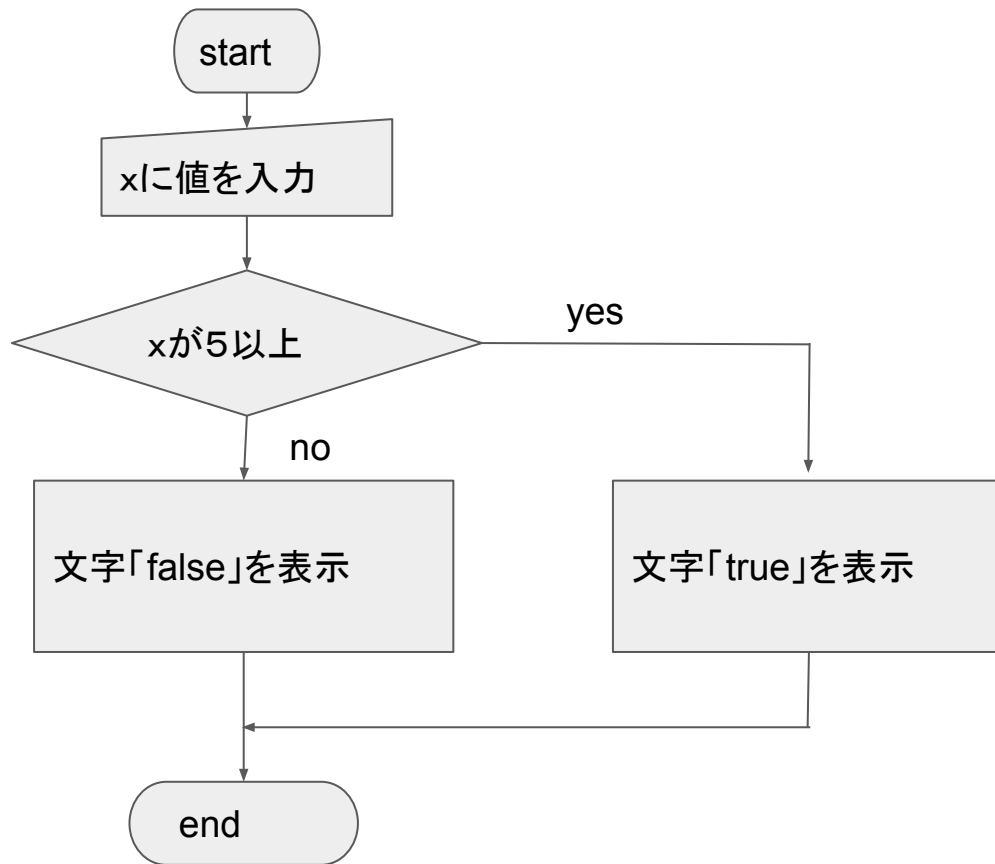 start
xに値を入力
xが５以上
yes
no
文字「false」を表示
文字「true」を表示
end